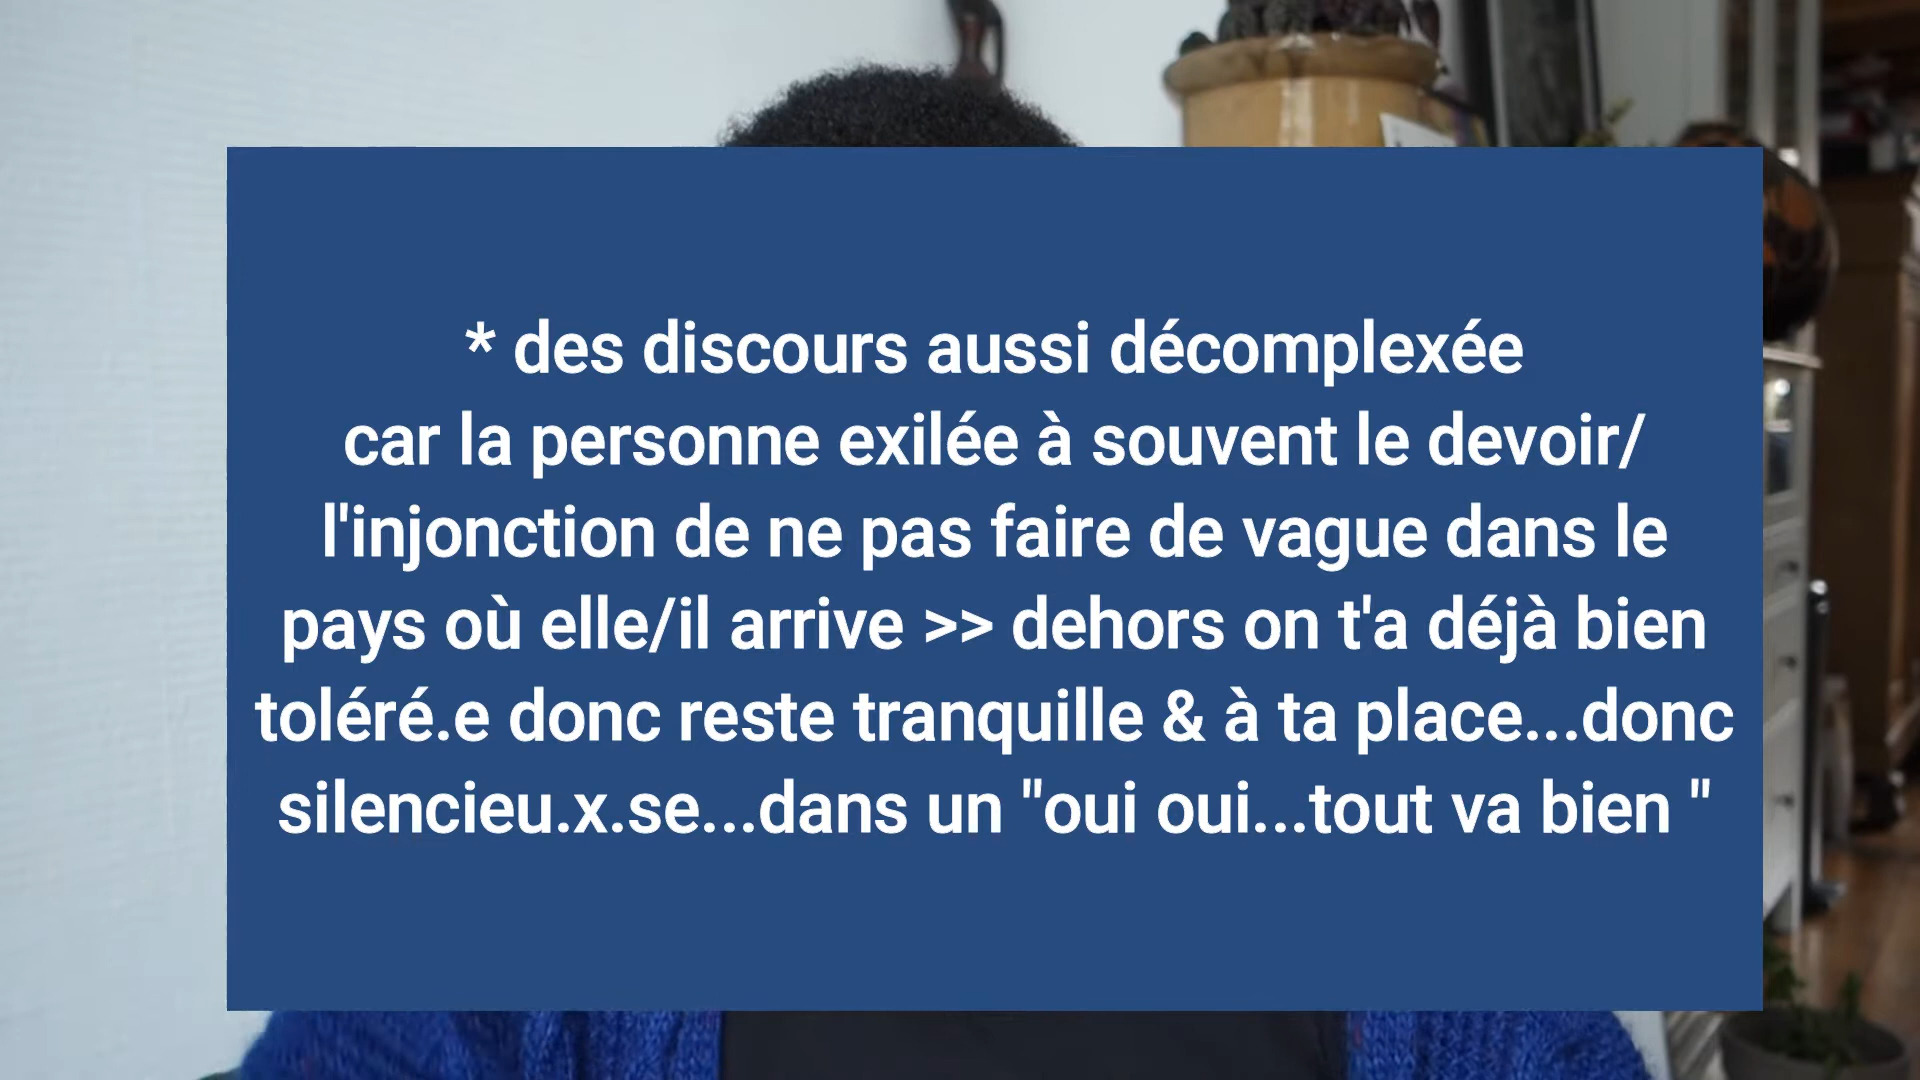 * des discours aussi décomplexée
car la personne exilée à souvent le devoir/
l'injonction de ne pas faire de vague dans le
pays où elle/il arrive >> dehors on t'a déjà bien
toléré.e donc reste tranquille & à ta place...donc
silencieu.x.se...dans un "oui oui...tout va bien "